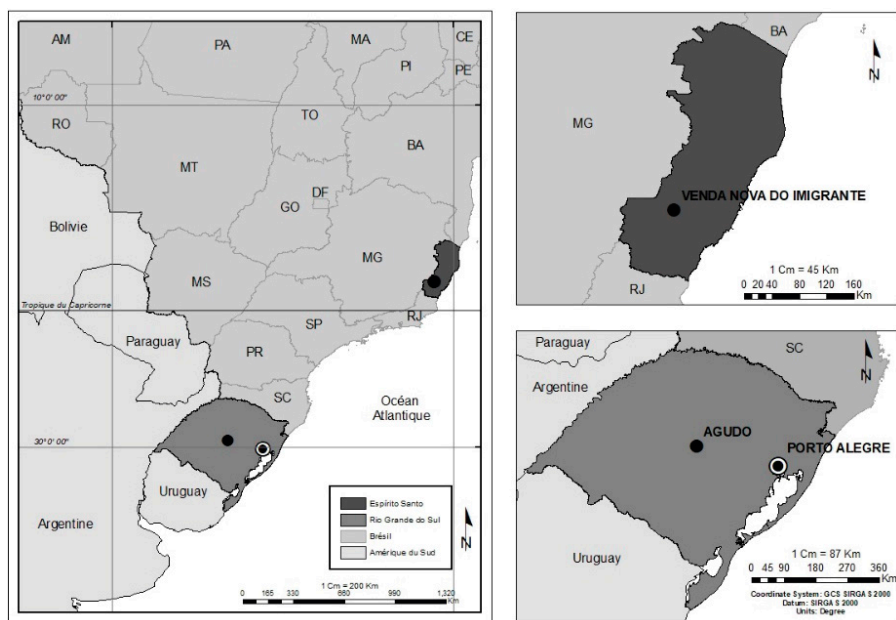 AM
PA
MA
CE
PI
PE
10°0' 00"
RO
TO
MT
BA
DF
GO
Bolivie
MG
MS
Tropique du Capricorne
SP
RJ
Paraguay
PR
SC
Océan
Atlantique
30°0' 00"
Uruguay
Argentine
Espírito Santo
Rio Grande do Sul
Brésil
Amérique du Sud
N
1 Cm = 200 Km
0 165 330 660 990 1,320
Km
BA
N
MG
VENDA NOVA DO IMIGRANTE
RJ
1 Cm = 45 Km
0 20 40 80 120 160
Km
Paraguay
SC
Argentine
N
AGUDO
PORTO ALEGRE
Uruguay
1 Cm = 87 Km
0 45 90 180 270 360
Km
Coordinate System: GCS SIRGAS 2000
Datum: SIRGAS 2000
Units: Degree